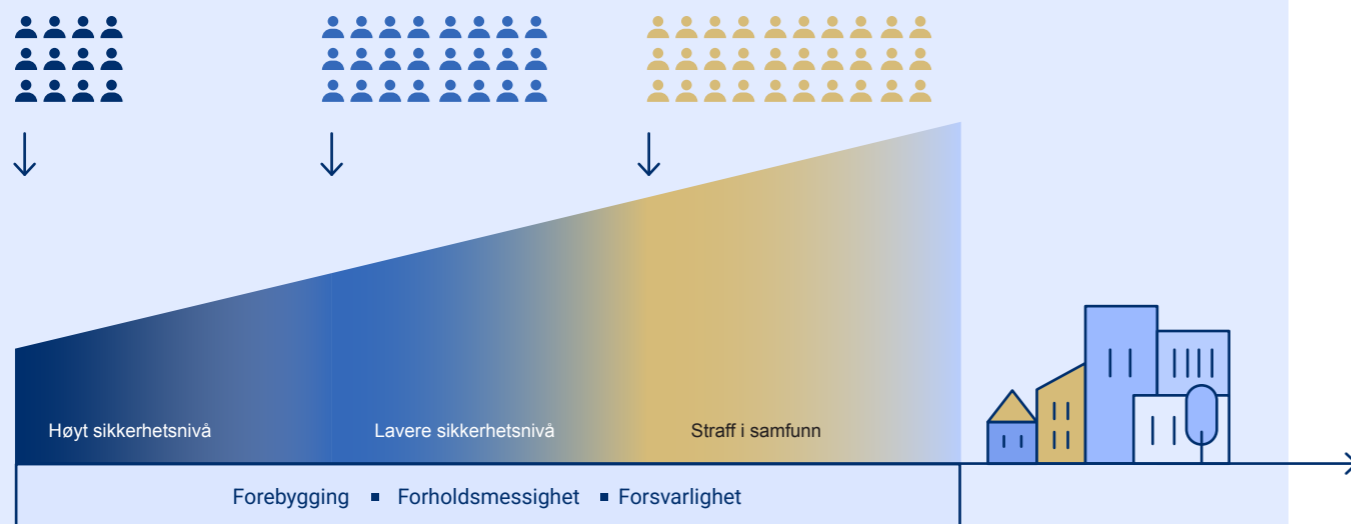 Høyt sikkerhetsnivå
Lavere sikkerhetsnivå
Straff i samfunn
Forebygging ▪ Forholdsmessighet ▪ Forsvarlighet